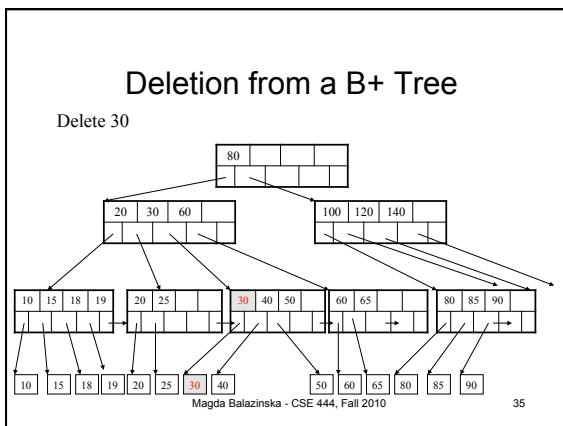 Deletion from a B+ Tree
Delete 30
80
20 30 60
100 120 140
10 15 18 19
20 25
30 40 50
60 65
80 85 90
10 15 18 19 20 25 30 40 50 60 65 80 85 90
Magda Balazinska - CSE 444, Fall 2010
35